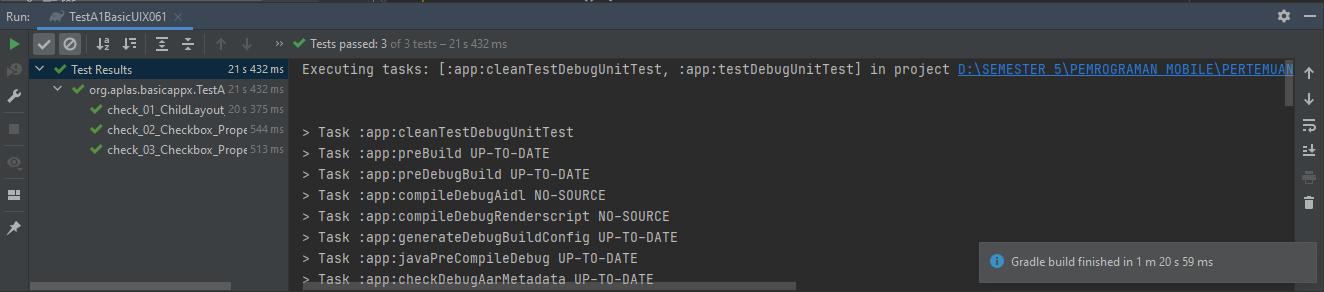 Run: TestA1BasicUIX061
Tests passed: 3 of 3 tests – 21 s 432 ms
Test Results 21 s 432 ms
org.aplas.basicappx.TestA 21 s 432 ms
check_01_ChildLayout_ 20 s 375 ms
check_02_Checkbox_Prope 544 ms
check_03_Checkbox_Prope 513 ms
Executing tasks: [:app:cleanTestDebugUnitTest, :app:testDebugUnitTest] in project D:\SEMESTER 5\PEMROGRAMAN MOBILE\PERTEMUAN
> Task :app:cleanTestDebugUnitTest
> Task :app:preBuild UP-TO-DATE
> Task :app:preDebugBuild UP-TO-DATE
> Task :app:compileDebugAidl NO-SOURCE
> Task :app:compileDebugRenderscript NO-SOURCE
> Task :app:generateDebugBuildConfig UP-TO-DATE
> Task :app:javaPreCompileDebug UP-TO-DATE
> Task :app:checkDebugAarMetadata UP-TO-DATE
Gradle build finished in 1 m 20 s 59 ms